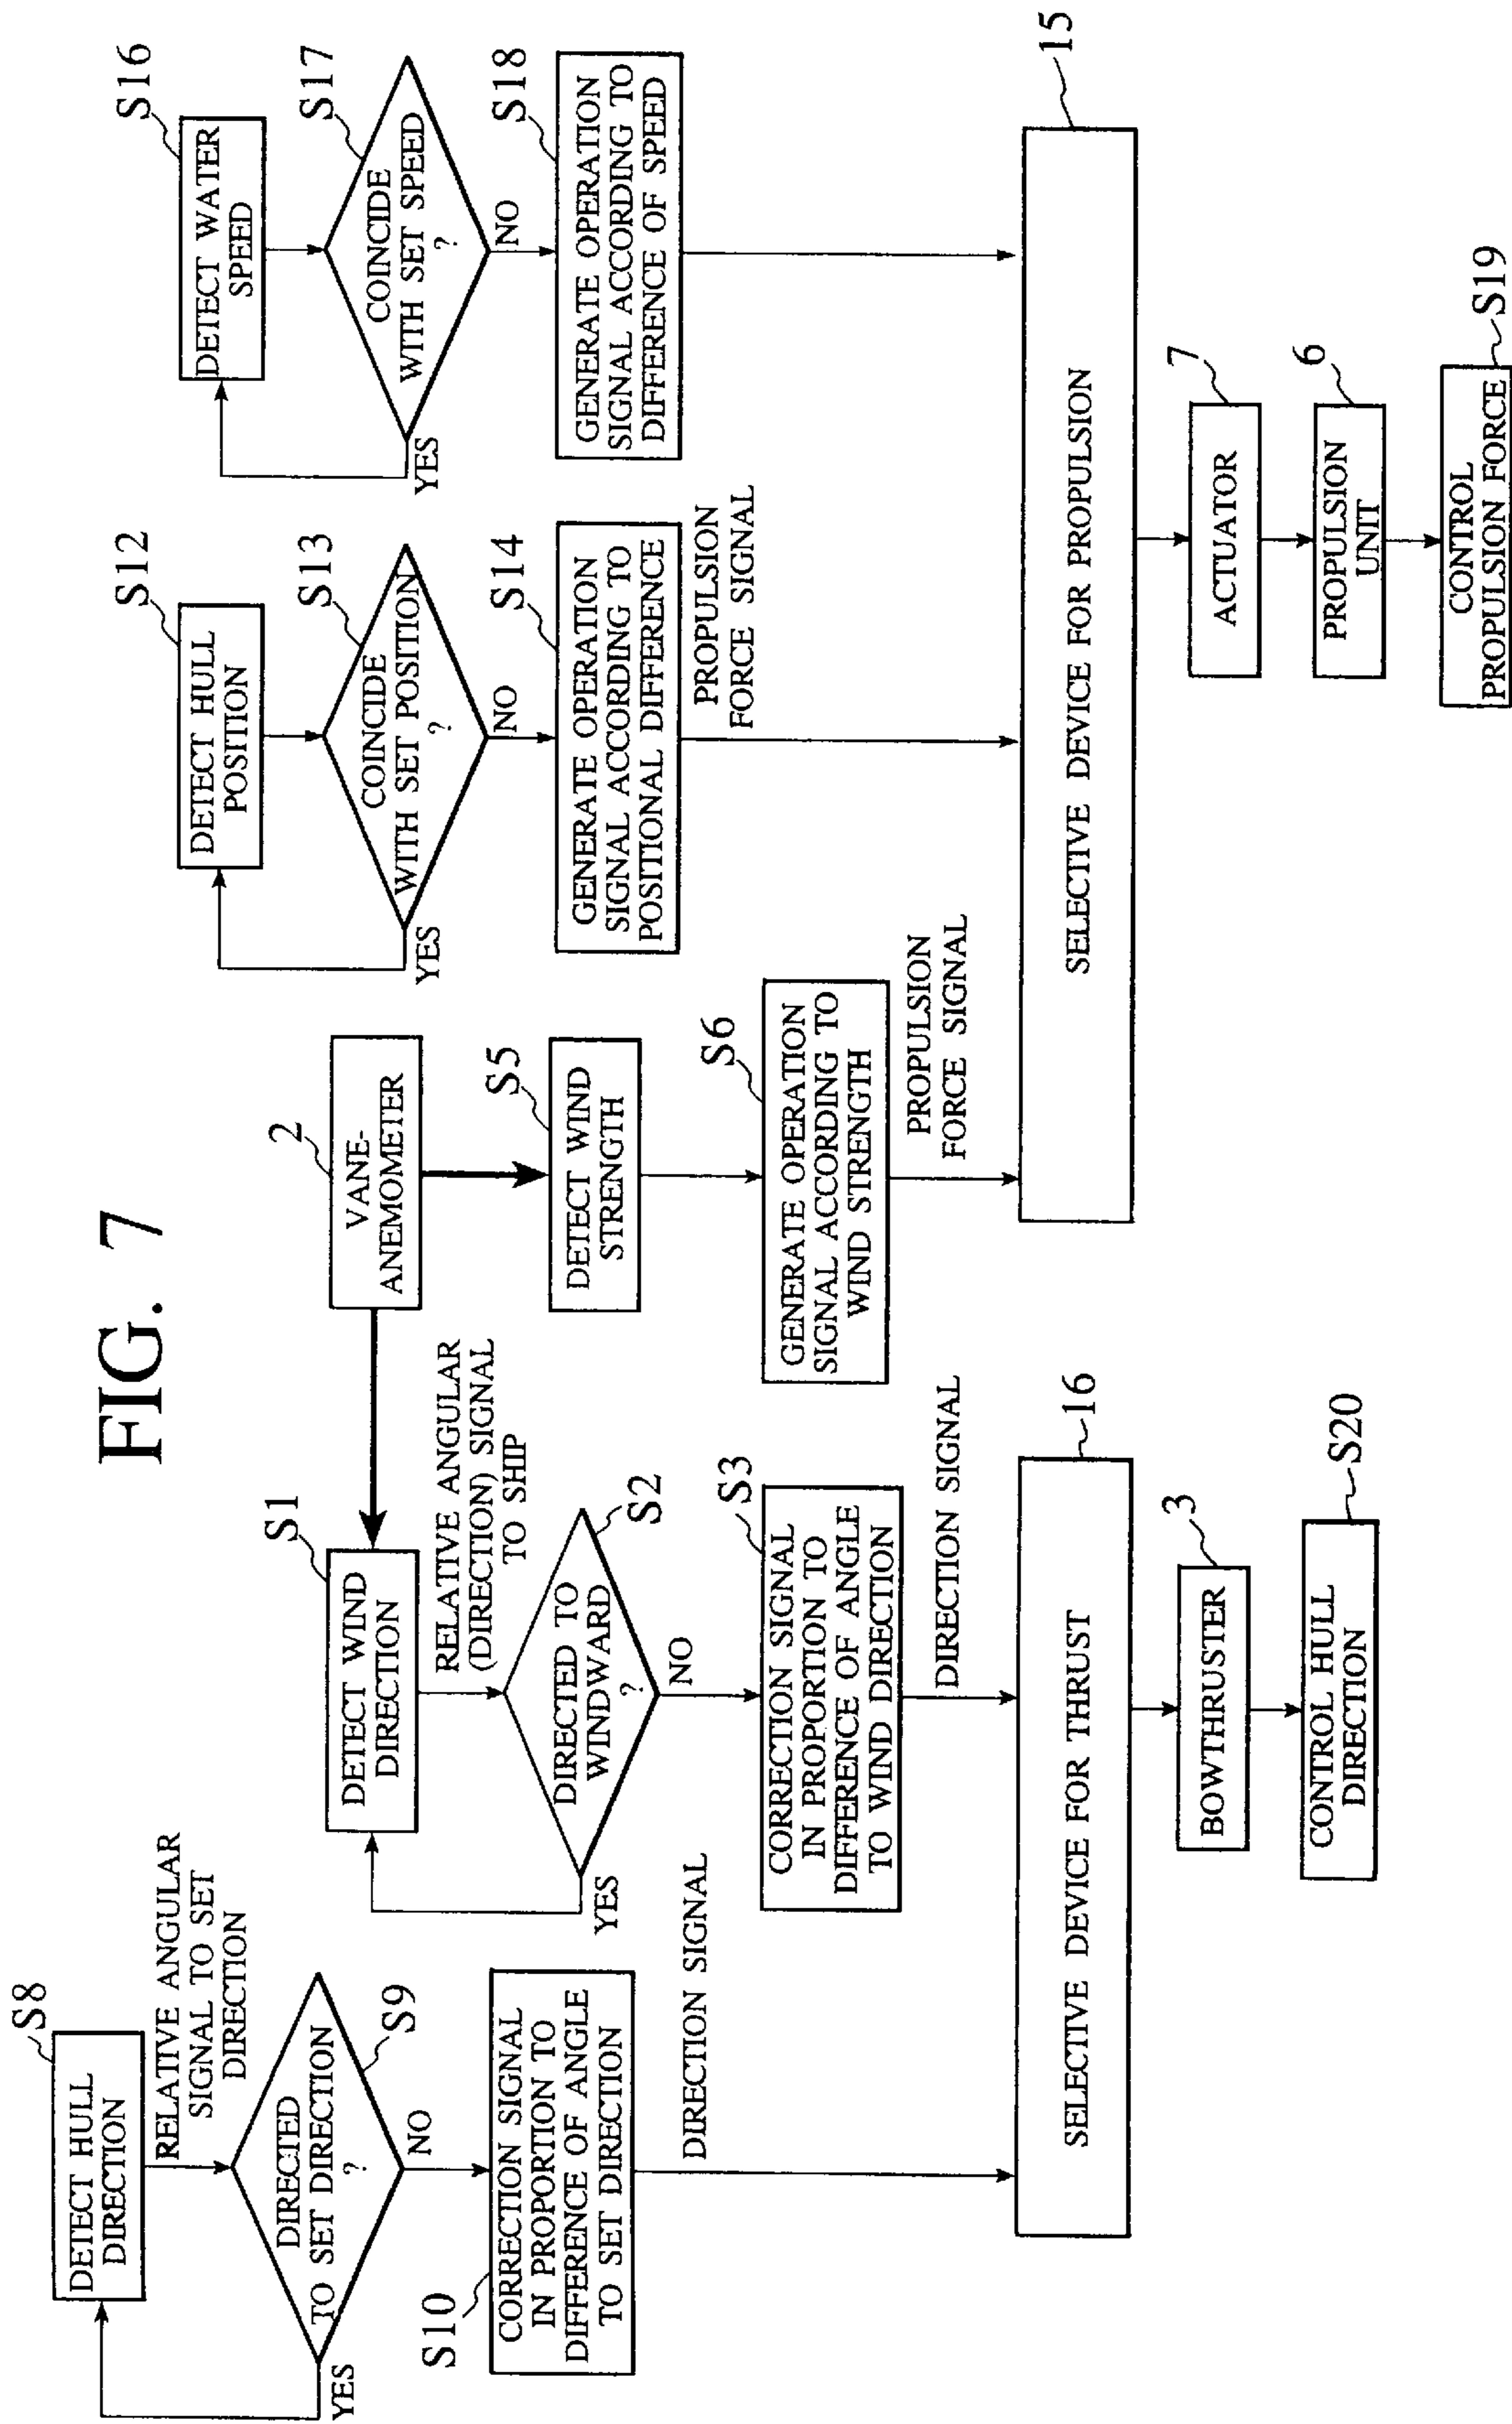 FIG. 7
S8
DETECT HULL
DIRECTION
RELATIVE ANGULAR
SIGNAL TO SET
DIRECTION
S9
DIRECTED
TO SET DIRECTION
?
YES
NO
S10
CORRECTION SIGNAL
IN PROPORTION TO
DIFFERENCE OF ANGLE
TO SET DIRECTION
DIRECTION SIGNAL
2
VANE-
ANEMOMETER
S1
DETECT WIND
DIRECTION
RELATIVE ANGULAR
(DIRECTION) SIGNAL
TO SHIP
S2
DIRECTED TO
WINDWARD
?
YES
NO
S3
CORRECTION SIGNAL
IN PROPORTION TO
DIFFERENCE OF ANGLE
TO WIND DIRECTION
DIRECTION SIGNAL
16
SELECTIVE DEVICE FOR THRUST
3
BOWTHRUSTER
S20
CONTROL HULL
DIRECTION
S5
DETECT WIND
STRENGTH
S6
GENERATE OPERATION
SIGNAL ACCORDING TO
WIND STRENGTH
PROPULSION
FORCE SIGNAL
S12
DETECT HULL
POSITION
S13
COINCIDE
WITH SET POSITION
?
YES
NO
S14
GENERATE OPERATION
SIGNAL ACCORDING TO
POSITIONAL DIFFERENCE
PROPULSION
FORCE SIGNAL
S16
DETECT WATER
SPEED
S17
COINCIDE
WITH SET SPEED
?
YES
NO
S18
GENERATE OPERATION
SIGNAL ACCORDING TO
DIFFERENCE OF SPEED
15
SELECTIVE DEVICE FOR PROPULSION
7
ACTUATOR
6
PROPULSION
UNIT
S19
CONTROL
PROPULSION FORCE